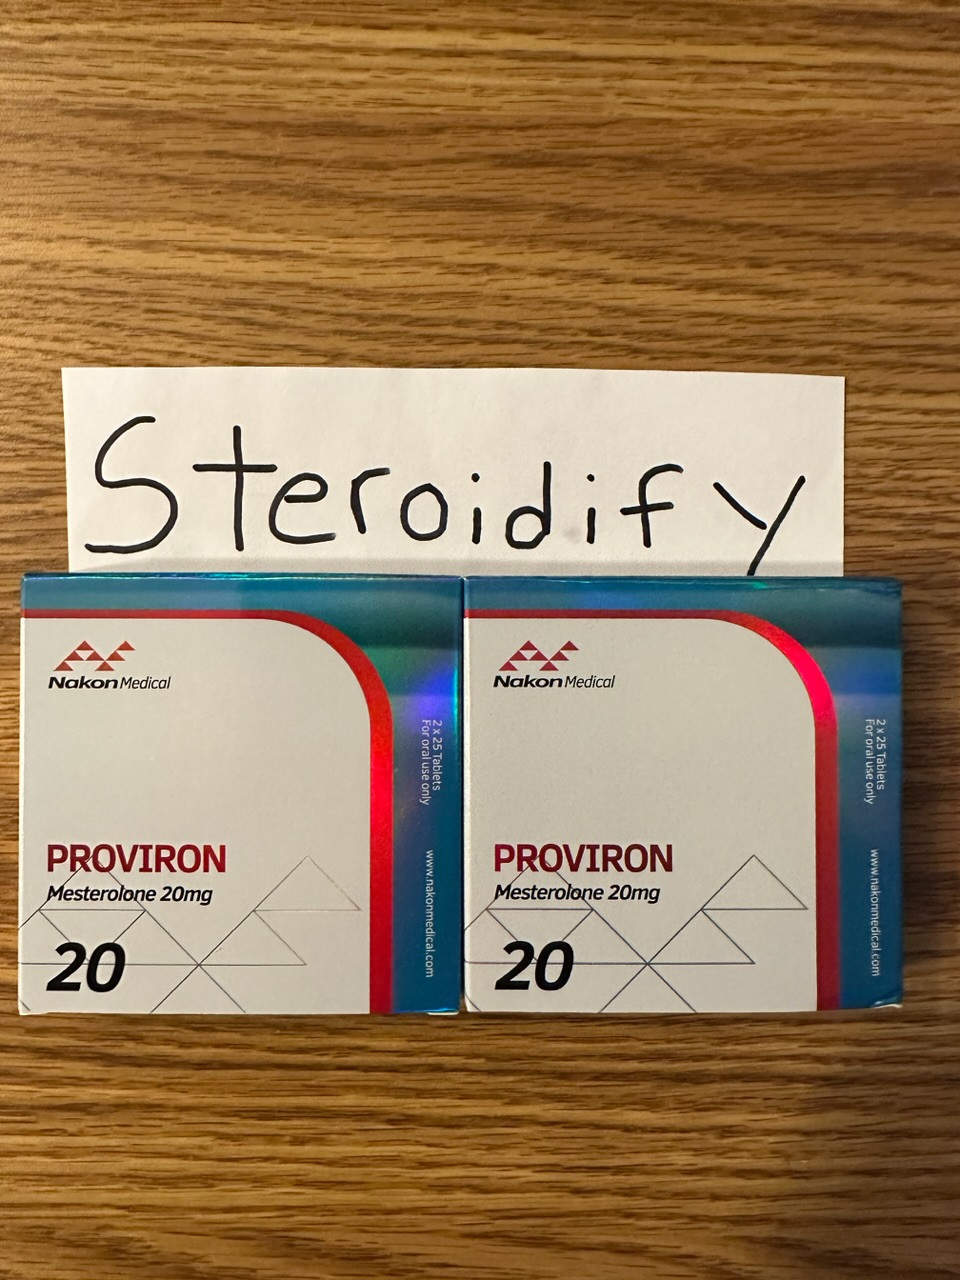 Steroidify
Nakon Medical
2 x 25 Tablets
For oral use only
www.nakonmedical.com
PROVIRON
Mesterolone 20mg
20
Nakon Medical
2 x 25 Tablets
For oral use only
www.nakonmedical.com
PROVIRON
Mesterolone 20mg
20